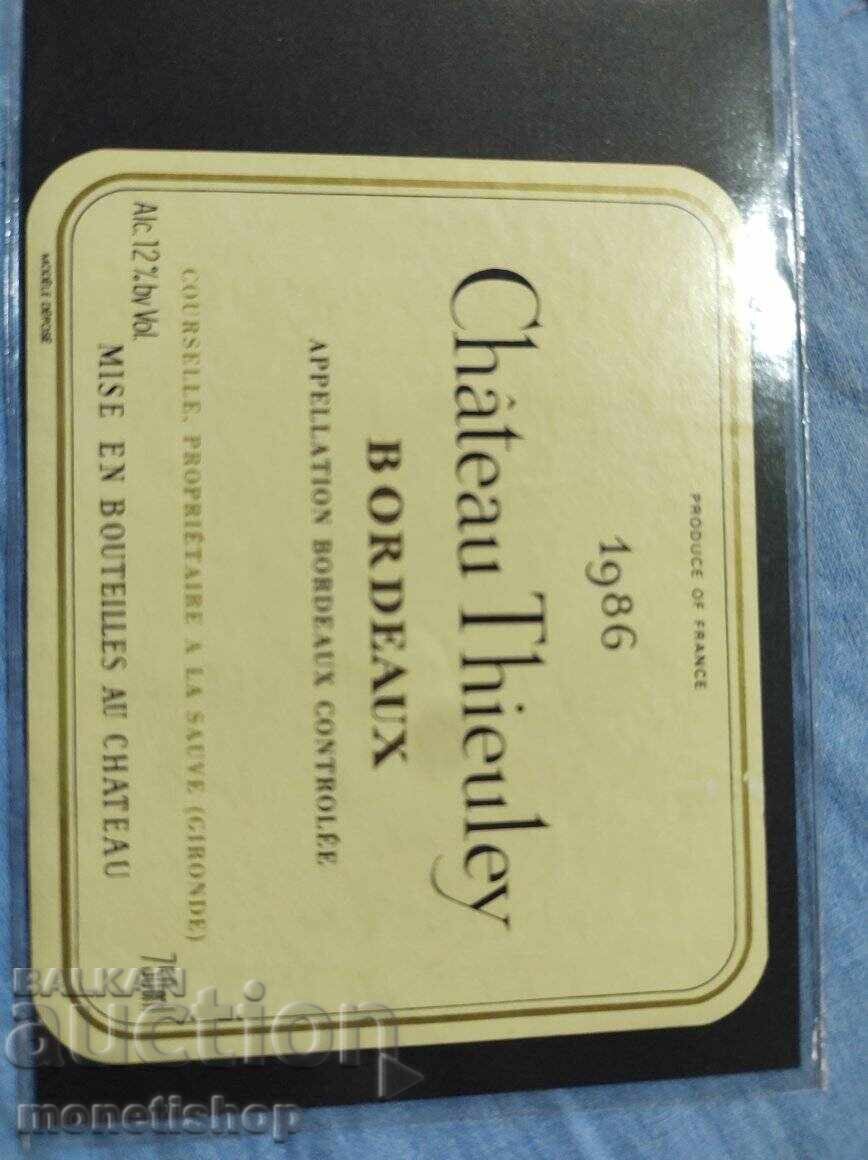 PRODUCE OF FRANCE
1986
Château Thieuley
BORDEAUX
APPELLATION BORDEAUX CONTROLÉE
COURSELLE, PROPRIÉTAIRE A LA SAUVE (GIRONDE)
Alc. 12 % by Vol.
MISE EN BOUTEILLES AU CHATEAU
MODÈLE DÉPOSÉ
BALKAN
auction
monetishop